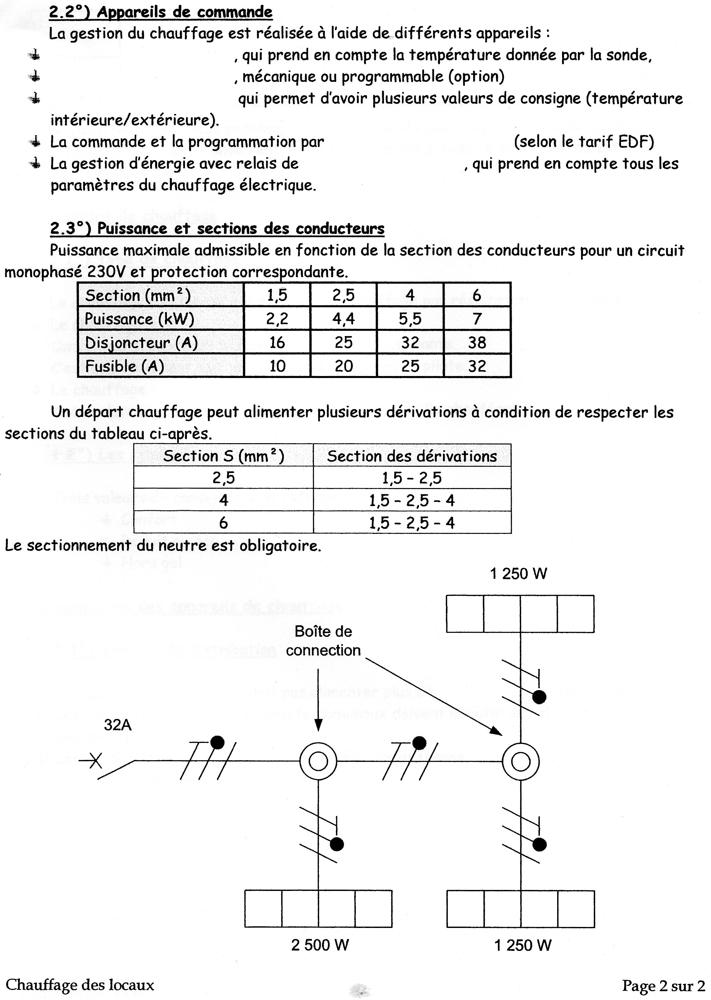 2.2°) Appareils de commande
La gestion du chauffage est réalisée à l'aide de différents appareils :
, qui prend en compte la température donnée par la sonde,
, mécanique ou programmable (option)
qui permet d'avoir plusieurs valeurs de consigne (température
intérieure/extérieure).
La commande et la programmation par (selon le tarif EDF)
La gestion d'énergie avec relais de , qui prend en compte tous les
paramètres du chauffage électrique.
2.3°) Puissance et sections des conducteurs
Puissance maximale admissible en fonction de la section des conducteurs pour un circuit
monophasé 230V et protection correspondante.
Section (mm²) 1,5 2,5 4 6
Puissance (kW) 2,2 4,4 5,5 7
Disjoncteur (A) 16 25 32 38
Fusible (A) 10 20 25 32
Un départ chauffage peut alimenter plusieurs dérivations à condition de respecter les
sections du tableau ci-après.
Section S (mm²) Section des dérivations
2,5 1,5 – 2,5
4 1,5 – 2,5 – 4
6 1,5 – 2,5 – 4
Le sectionnement du neutre est obligatoire.
1 250 W
Boîte de
connection
32A
2 500 W 1 250 W
Chauffage des locaux Page 2 sur 2